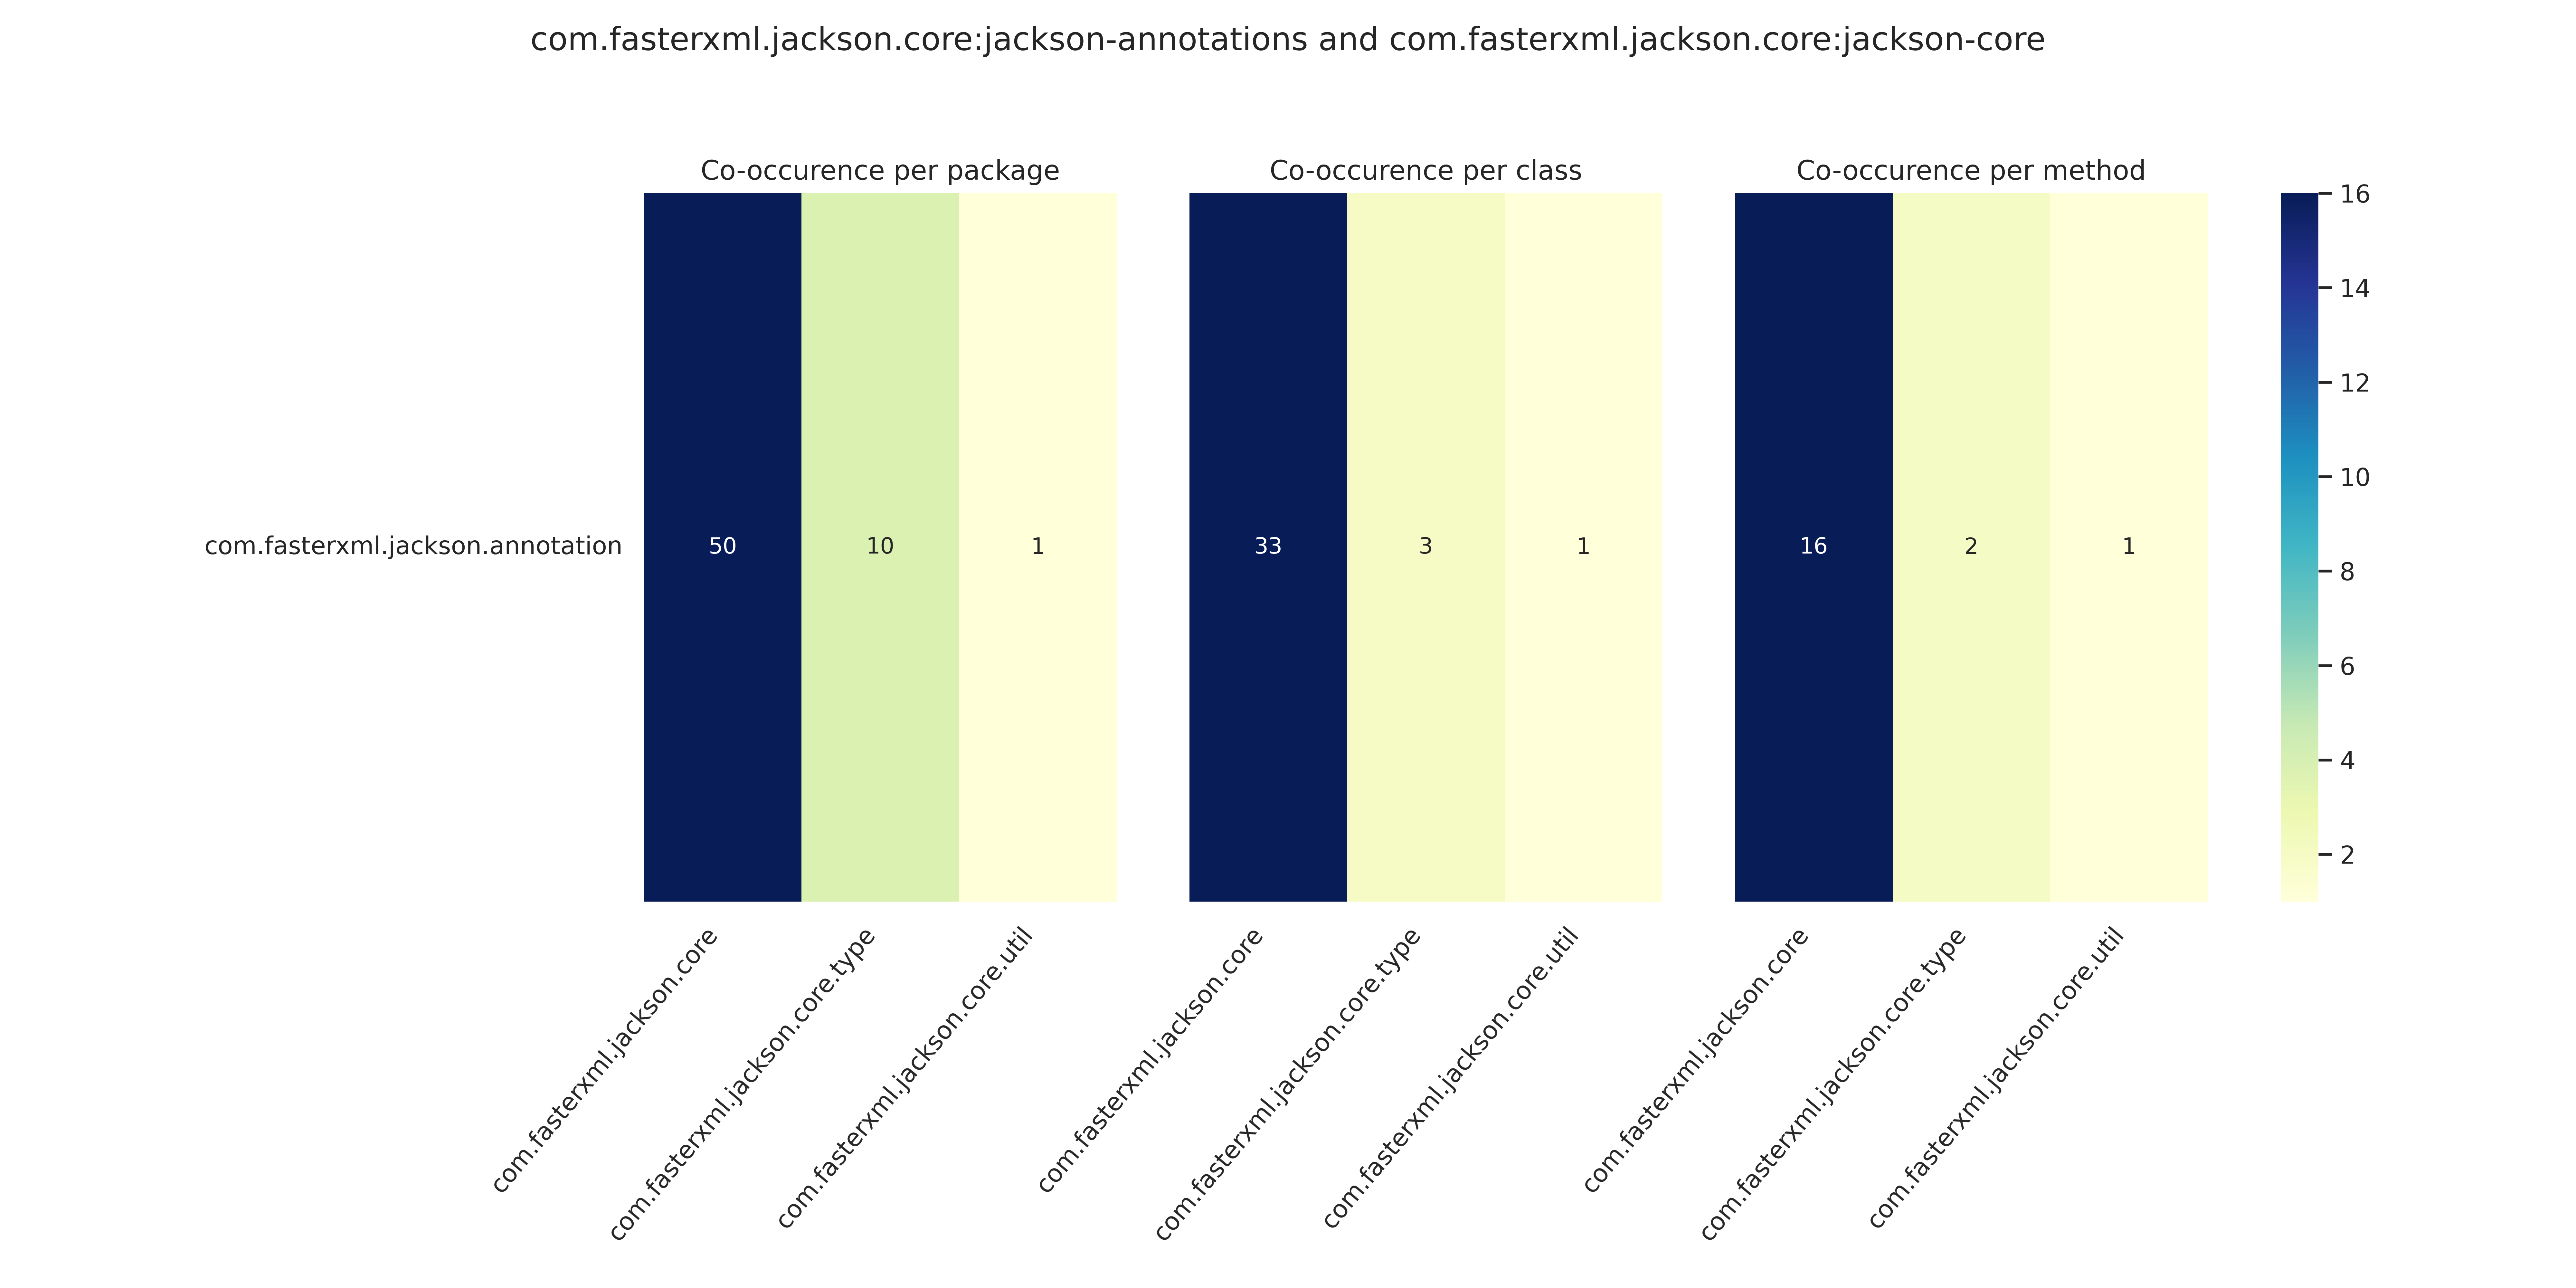 com.fasterxml.jackson.core:jackson-annotations and com.fasterxml.jackson.core:jackson-core
Co-occurence per package
Co-occurence per class
Co-occurence per method
com.fasterxml.jackson.annotation
50
10
1
33
3
1
16
2
1
16
14
12
10
8
6
4
2
com.fasterxml.jackson.core
com.fasterxml.jackson.core.type
com.fasterxml.jackson.core.util
com.fasterxml.jackson.core
com.fasterxml.jackson.core.type
com.fasterxml.jackson.core.util
com.fasterxml.jackson.core
com.fasterxml.jackson.core.type
com.fasterxml.jackson.core.util